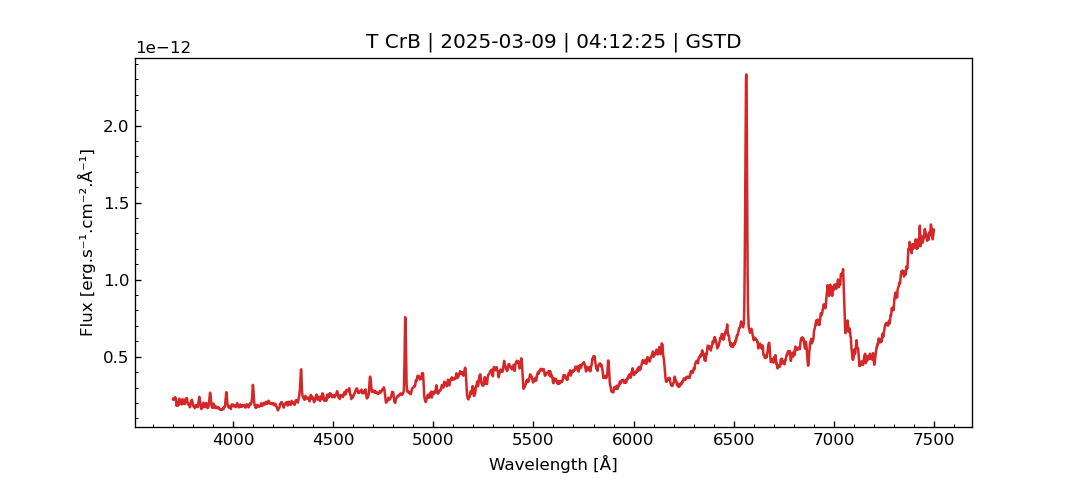 T CrB | 2025-03-09 | 04:12:25 | GSTD
1e−12
2.0
1.5
1.0
0.5
Flux [erg.s⁻¹.cm⁻².Å⁻¹]
4000 4500 5000 5500 6000 6500 7000 7500
Wavelength [Å]